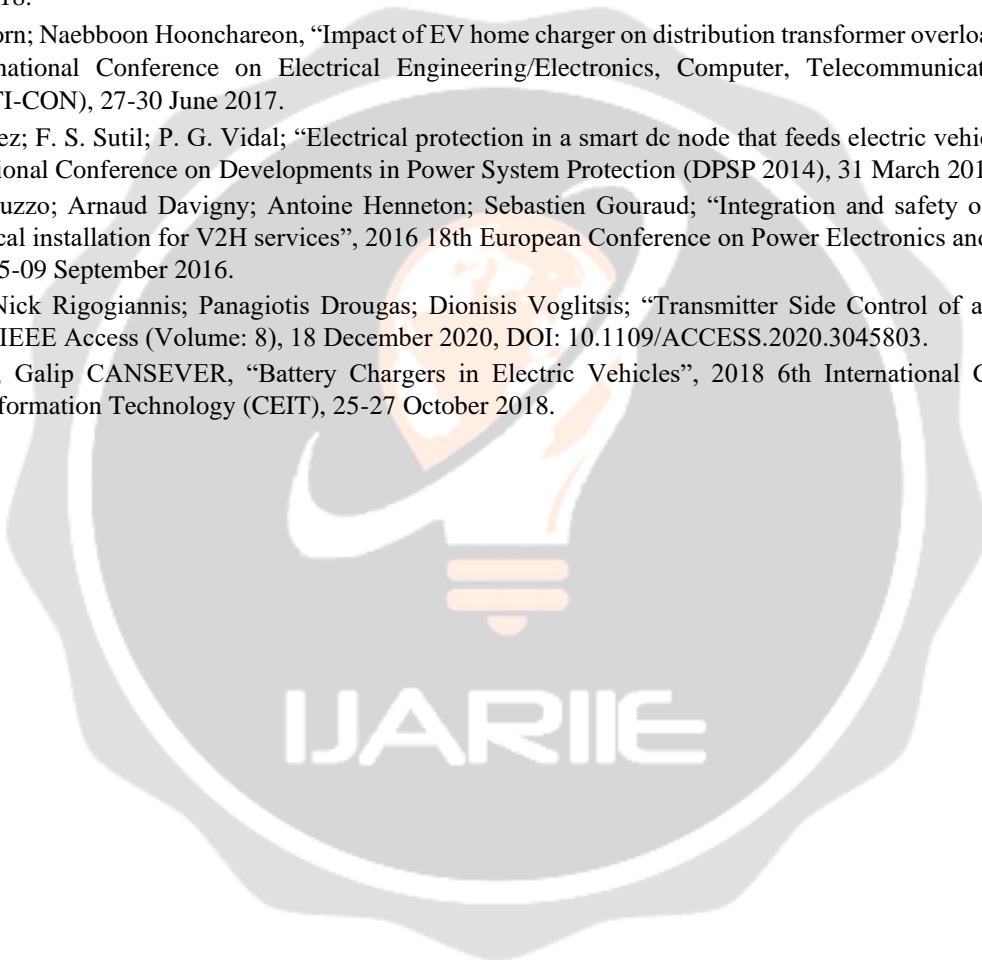 orn; Naebboon Hoonchareon, “Impact of EV home charger on distribution transformer overloa
national Conference on Electrical Engineering/Electronics, Computer, Telecommunicat
TI-CON), 27-30 June 2017.
ez; F. S. Sutil; P. G. Vidal; “Electrical protection in a smart dc node that feeds electric vehic
ional Conference on Developments in Power System Protection (DPSP 2014), 31 March 201
uzzo; Arnaud Davigny; Antoine Henneton; Sebastien Gouraud; “Integration and safety o
cal installation for V2H services”, 2016 18th European Conference on Power Electronics and
5-09 September 2016.
Nick Rigogiannis; Panagiotis Drougas; Dionisis Voglitsis; “Transmitter Side Control of a
IEEE Access (Volume: 8), 18 December 2020, DOI: 10.1109/ACCESS.2020.3045803.
, Galip CANSEVER, “Battery Chargers in Electric Vehicles”, 2018 6th International C
formation Technology (CEIT), 25-27 October 2018.
IJARIIE